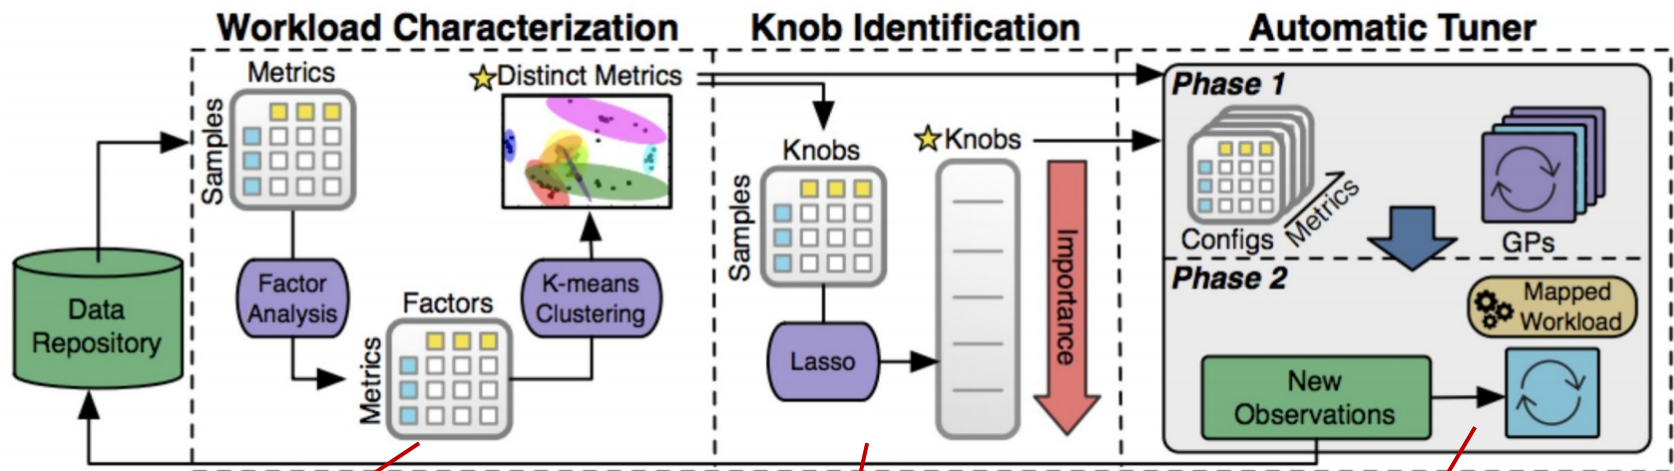 Workload Characterization
Knob Identification
Automatic Tuner
Metrics
Samples
Distinct Metrics
Factor
Analysis
Factors
Metrics
K-means
Clustering
Data
Repository
Knobs
Samples
Lasso
Knobs
Importance
Phase 1
Configs
Metrics
GPs
Phase 2
Mapped
Workload
New
Observations